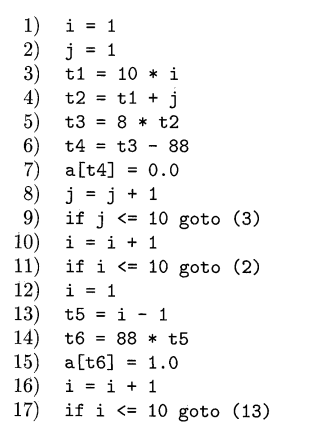 1) i = 1
2) j = 1
3) t1 = 10 * i
4) t2 = t1 + j
5) t3 = 8 * t2
6) t4 = t3 - 88
7) a[t4] = 0.0
8) j = j + 1
9) if j <= 10 goto (3)
10) i = i + 1
11) if i <= 10 goto (2)
12) i = 1
13) t5 = i - 1
14) t6 = 88 * t5
15) a[t6] = 1.0
16) i = i + 1
17) if i <= 10 goto (13)